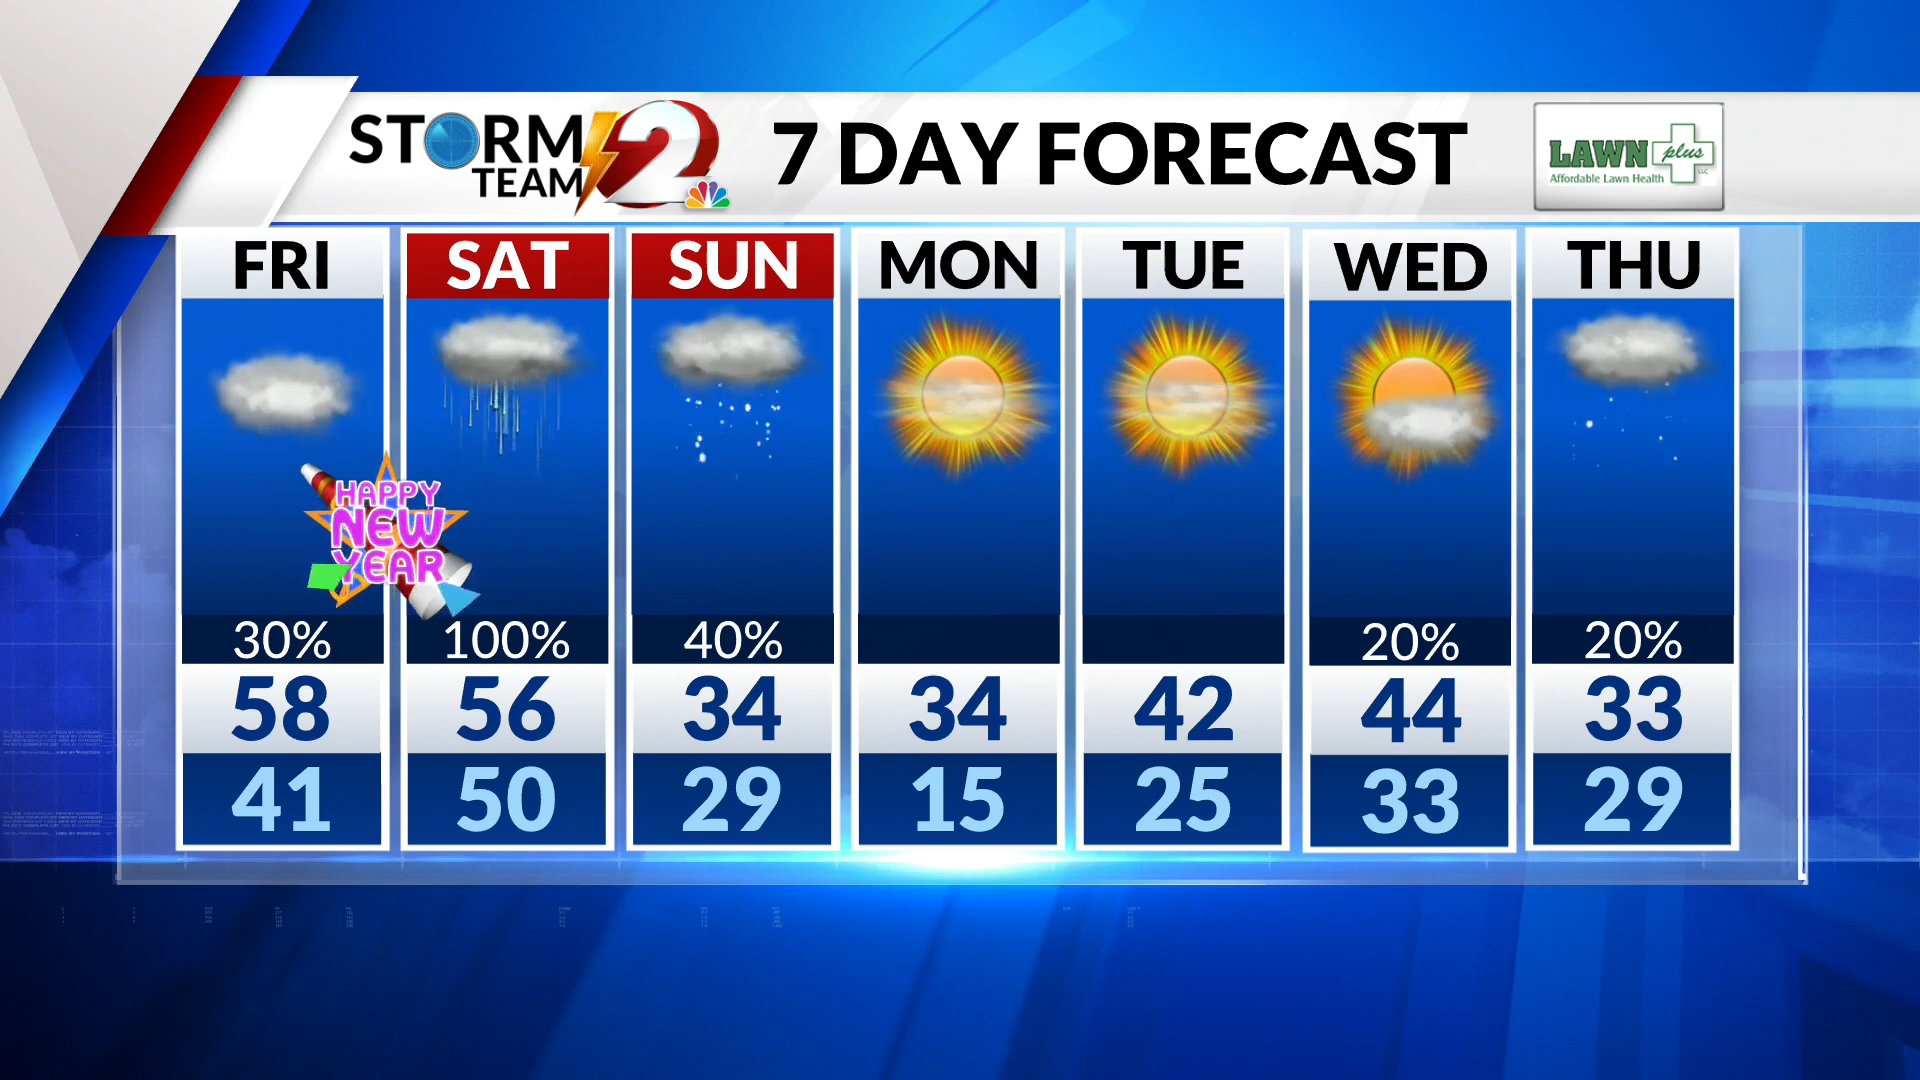 STORM
TEAM
2
7 DAY FORECAST
LAWN plus
LLC
Affordable Lawn Health
FRI SAT SUN MON TUE WED THU
HAPPY
NEW
YEAR
30% 100% 40% 20% 20%
58 56 34 34 42 44 33
41 50 29 15 25 33 29